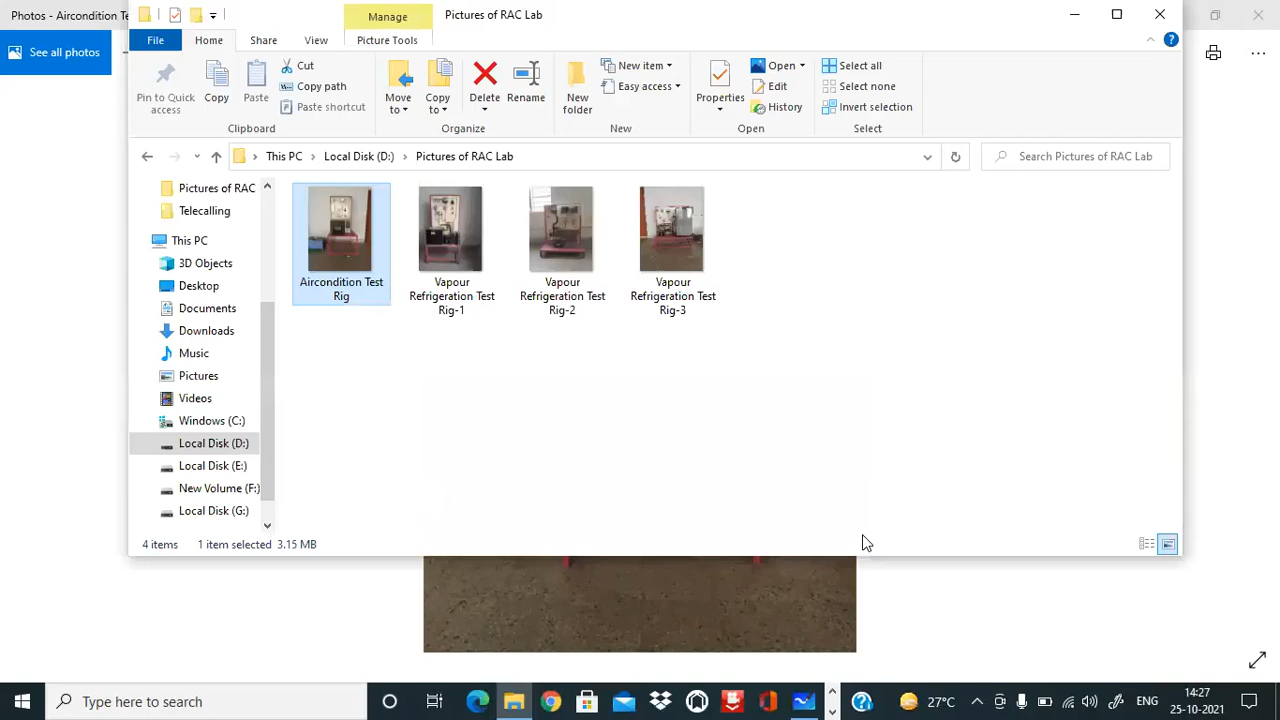 Photos - Aircondition Te
Manage
Pictures of RAC Lab
See all photos
File
Home
Share
View
Picture Tools
Pin to Quick access
Copy
Paste
Cut
Copy path
Paste shortcut
Clipboard
Move to
Copy to
Delete
Rename
Organize
New folder
New item
Easy access
New
Properties
Open
Edit
History
Open
Select all
Select none
Invert selection
Select
This PC > Local Disk (D:) > Pictures of RAC Lab
Search Pictures of RAC Lab
Pictures of RAC
Telecalling
This PC
3D Objects
Desktop
Documents
Downloads
Music
Pictures
Videos
Windows (C:)
Local Disk (D:)
Local Disk (E:)
New Volume (F:)
Local Disk (G:)
Aircondition Test
Rig
Vapour
Refrigeration Test
Rig-1
Vapour
Refrigeration Test
Rig-2
Vapour
Refrigeration Test
Rig-3
4 items 1 item selected 3.15 MB
Type here to search
27°C
ENG
14:27
25-10-2021